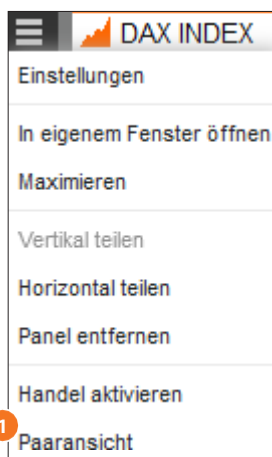 DAX INDEX
Einstellungen
In eigenem Fenster öffnen
Maximieren
Vertikal teilen
Horizontal teilen
Panel entfernen
Handel aktivieren
1
Paaransicht